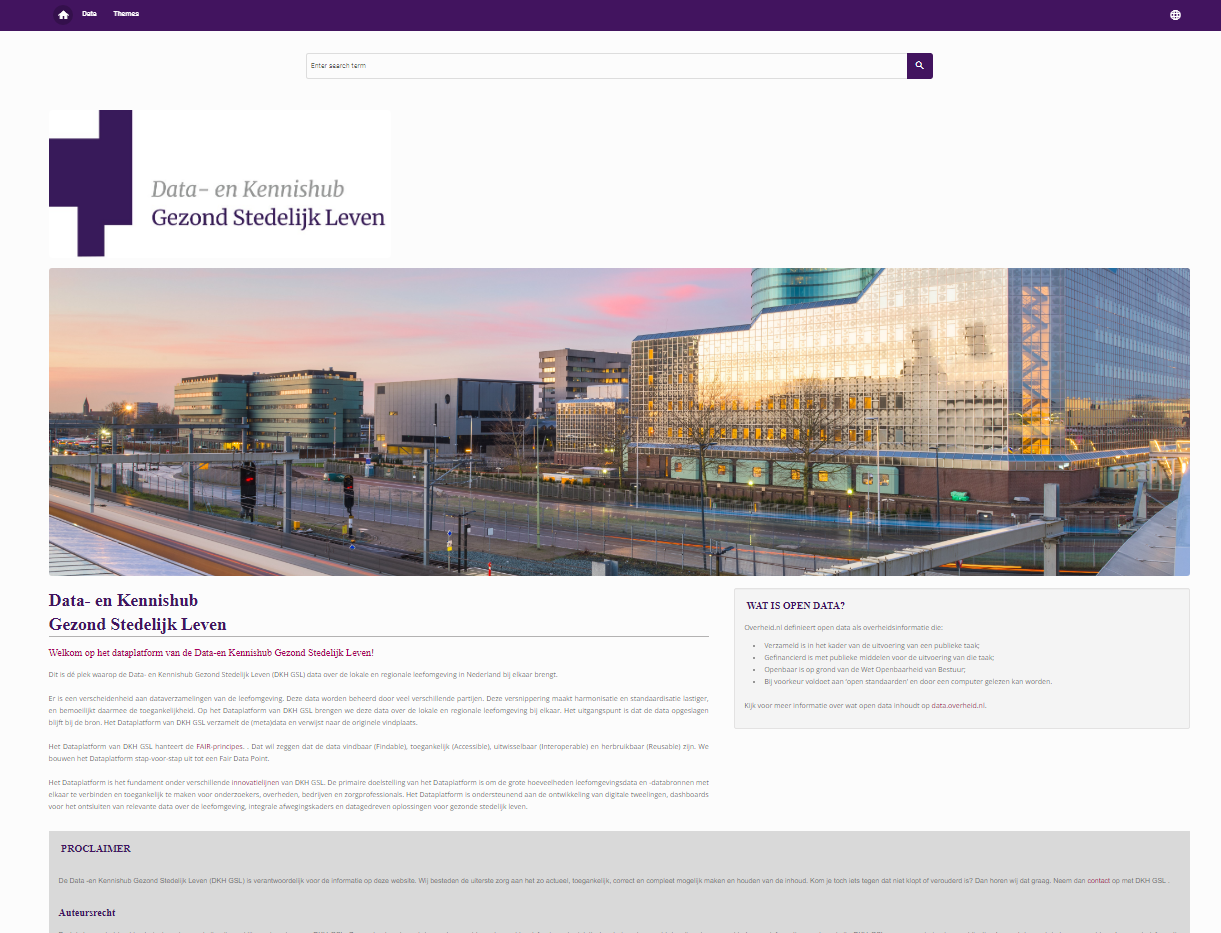 Data Themes
Enter search term
Data- en Kennishub
Gezond Stedelijk Leven
Data- en Kennishub
Gezond Stedelijk Leven
Welkom op het dataplatform van de Data-en Kennishub Gezond Stedelijk Leven!
Dit is dé plek waarop de Data- en Kennishub Gezond Stedelijk Leven (DKH GSL) data over de lokale en regionale leefomgeving in Nederland bij elkaar brengt.
Er is een verscheidenheid aan dataverzamelingen van de leefomgeving. Deze data worden beheerd door veel verschillende partijen. Deze versnippering maakt harmonisatie en standaardisatie lastiger,
en bemoeilijkt daarmee de toegankelijkheid. Op het Dataplatform van DKH GSL brengen we deze data over de lokale en regionale leefomgeving bij elkaar. Het uitgangspunt is dat de data opgeslagen
blijft bij de bron. Het Dataplatform van DKH GSL verzamelt de (meta)data en verwijst naar de originele vindplaats.
Het Dataplatform van DKH GSL hanteert de FAIR-principes. . Dat wil zeggen dat de data vindbaar (Findable), toegankelijk (Accessible), uitwisselbaar (Interoperable) en herbruikbaar (Reusable) zijn. We
bouwen het Dataplatform stap-voor-stap uit tot een Fair Data Point.
Het Dataplatform is het fundament onder verschillende innovatielijnen van DKH GSL. De primaire doelstelling van het Dataplatform is om de grote hoeveelheden leefomgevingsdata en -databronnen met
elkaar te verbinden en toegankelijk te maken voor onderzoekers, overheden, bedrijven en zorgprofessionals. Het Dataplatform is ondersteunend aan de ontwikkeling van digitale tweelingen, dashboards
voor het ontsluiten van relevante data over de leefomgeving, integrale afwegingskaders en datagedreven oplossingen voor gezonde stedelijk leven.
WAT IS OPEN DATA?
Overheid.nl definieert open data als overheidsinformatie die:
• Verzameld is in het kader van de uitvoering van een publieke taak;
• Gefinancierd is met publieke middelen voor de uitvoering van die taak;
• Openbaar is op grond van de Wet Openbaarheid van Bestuur;
• Bij voorkeur voldoet aan 'open standaarden' en door een computer gelezen kan worden.
Kijk voor meer informatie over wat open data inhoudt op data.overheid.nl.
PROCLAIMER
De Data -en Kennishub Gezond Stedelijk Leven (DKH GSL) is verantwoordelijk voor de informatie op deze website. Wij besteden de uiterste zorg aan het zo actueel, toegankelijk, correct en compleet mogelijk maken en houden van de inhoud. Kom je toch iets tegen dat niet klopt of verouderd is? Dan horen wij dat graag. Neem dan contact op met DKH GSL .
Auteursrecht